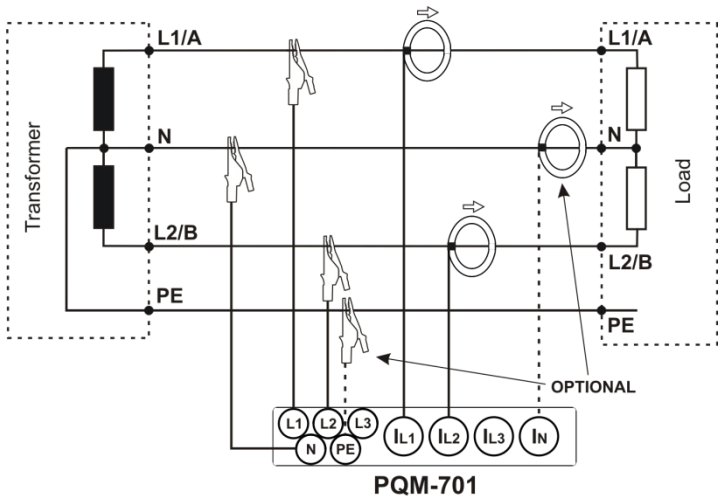 L1/A
L1/A
Transformer
N
N
Load
L2/B
L2/B
PE
PE
OPTIONAL
L1
L2
L3
N
PE
IL1
IL2
IL3
IN
PQM-701